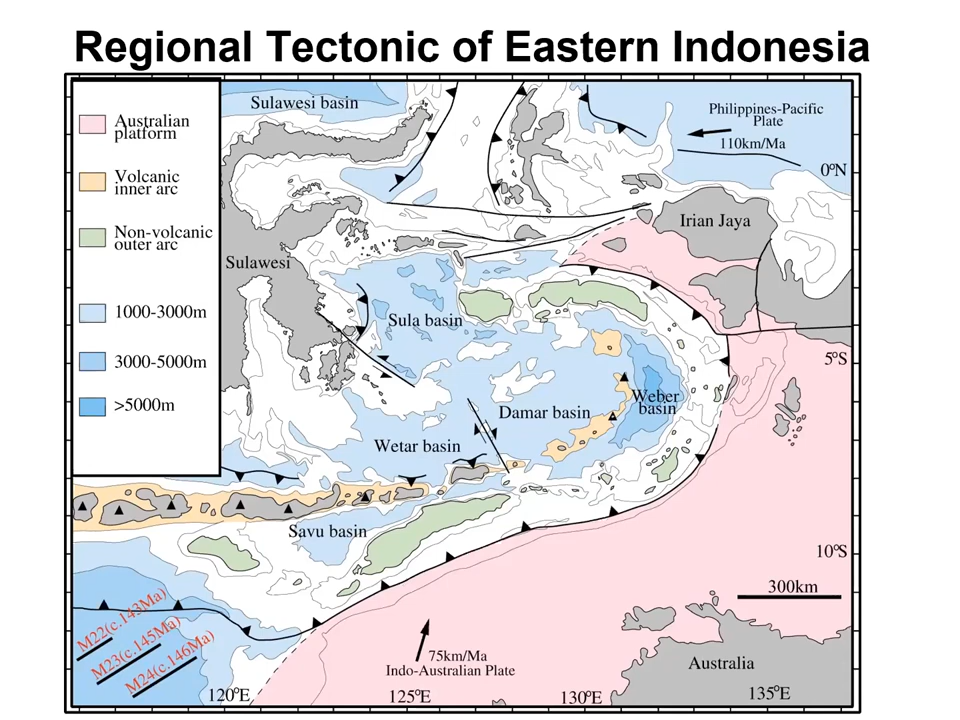 Regional Tectonic of Eastern Indonesia
Australian
platform
Volcanic
inner arc
Non-volcanic
outer arc
1000-3000m
3000-5000m
>5000m
Sulawesi basin
Philippines-Pacific
Plate
110km/Ma
0°N
Irian Jaya
Sulawesi
Sula basin
5°S
Weber
basin
Damar basin
Wetar basin
Savu basin
10°S
300km
M22(c.143Ma)
M23(c.145Ma)
M24(c.146Ma)
75km/Ma
Indo-Australian Plate
Australia
120°E
125°E
130°E
135°E